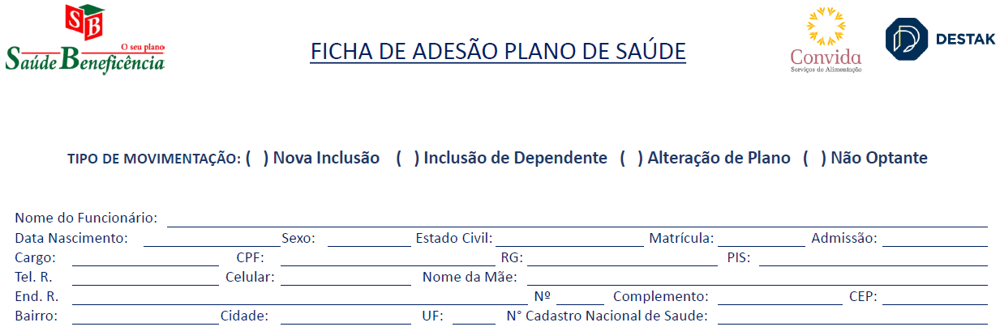 SB
O seu plano
Saúde Beneficência
FICHA DE ADESÃO PLANO DE SAÚDE
Convida
Serviços de Alimentação
DESTAK
TIPO DE MOVIMENTAÇÃO: ( ) Nova Inclusão ( ) Inclusão de Dependente ( ) Alteração de Plano ( ) Não Optante
Nome do Funcionário:
Data Nascimento: Sexo: Estado Civil: Matrícula: Admissão:
Cargo: CPF: RG: PIS:
Tel. R. Celular: Nome da Mãe:
End. R. Nº Complemento: CEP:
Bairro: Cidade: UF: N° Cadastro Nacional de Saude: